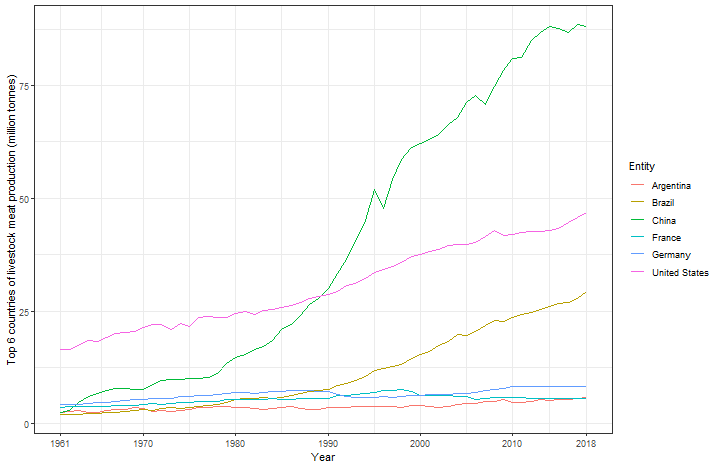 Top 6 countries of livestock meat production (million tonnes)
75
50
25
0
1961 1970 1980 1990 2000 2010 2018
Year
Entity
Argentina
Brazil
China
France
Germany
United States